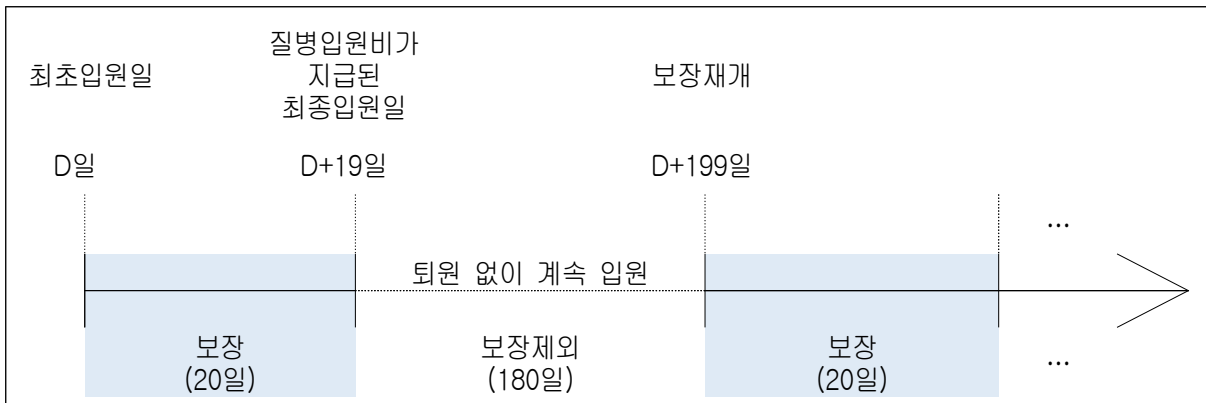 최초입원일
질병입원비가
지급된
최종입원일
보장재개
D일
D+19일
D+199일
...
퇴원 없이 계속 입원
보장
(20일)
보장제외
(180일)
보장
(20일)
...